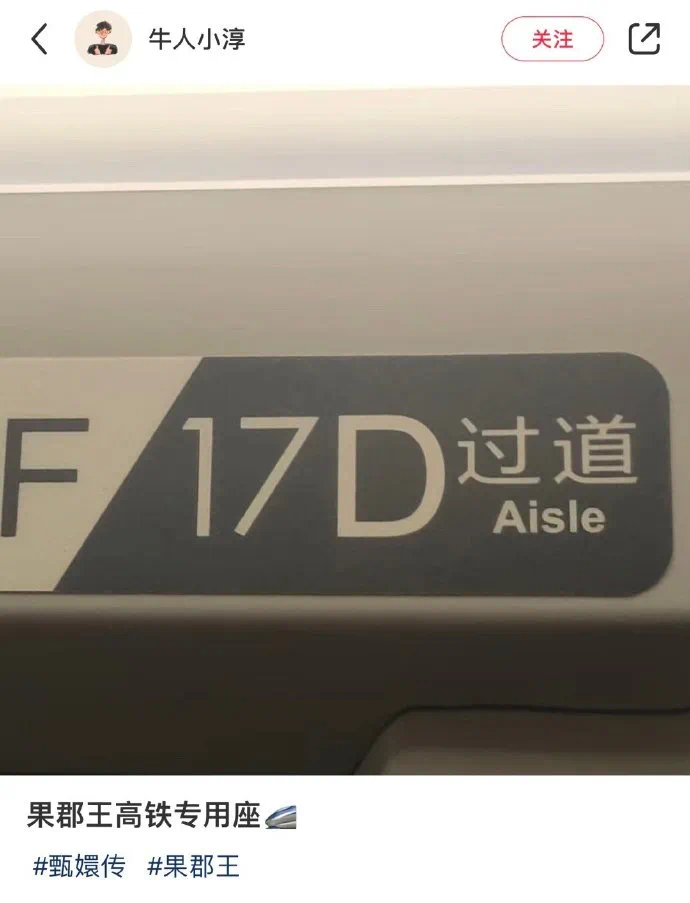 牛人小淳
关注
F
17D 过道
Aisle
果郡王高铁专用座🚄
#甄嬛传 #果郡王